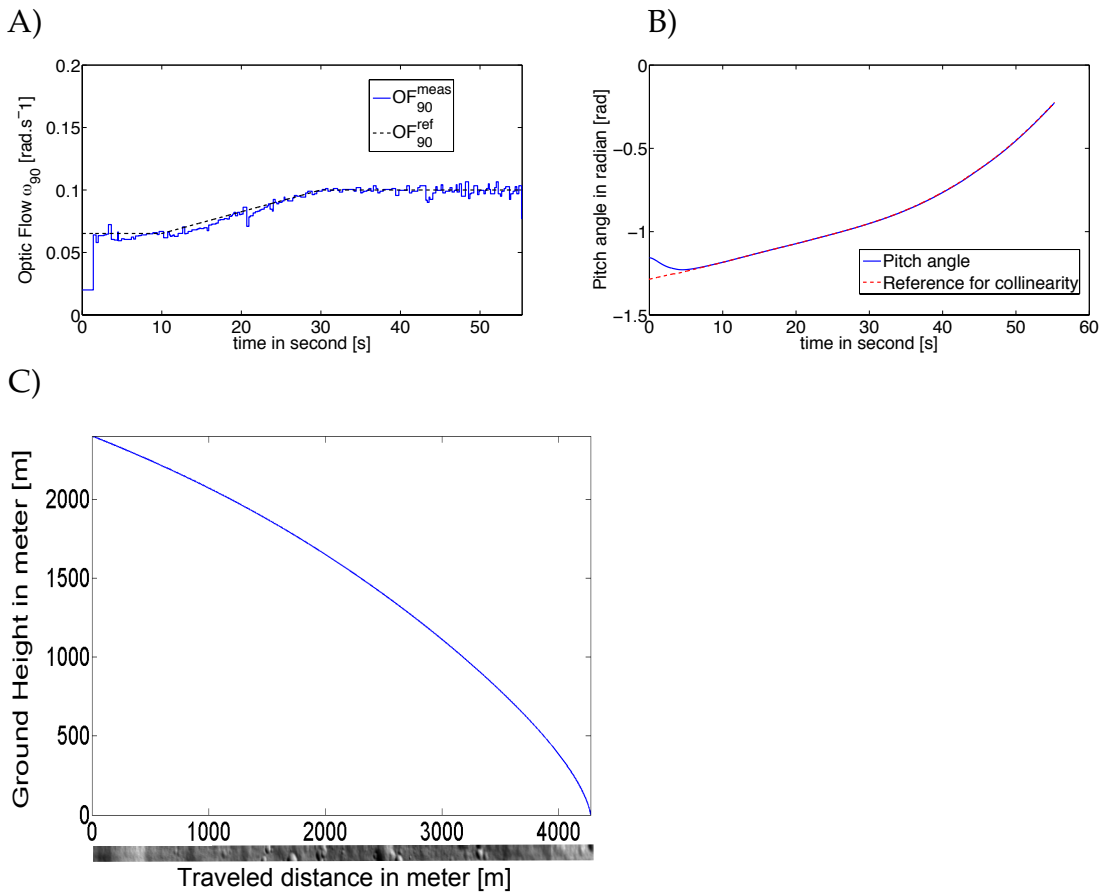 A)
0.2
0.15
0.1
0.05
0
Optic Flow ω90 [rad.s−1]
OF90meas
OF90ref
0 10 20 30 40 50
time in second [s]
B)
0
−0.5
−1
−1.5
Pitch angle in radian [rad]
Pitch angle
Reference for collinearity
0 10 20 30 40 50 60
time in second [s]
C)
2000
1500
1000
500
0
Ground Height in meter [m]
0 1000 2000 3000 4000
Traveled distance in meter [m]